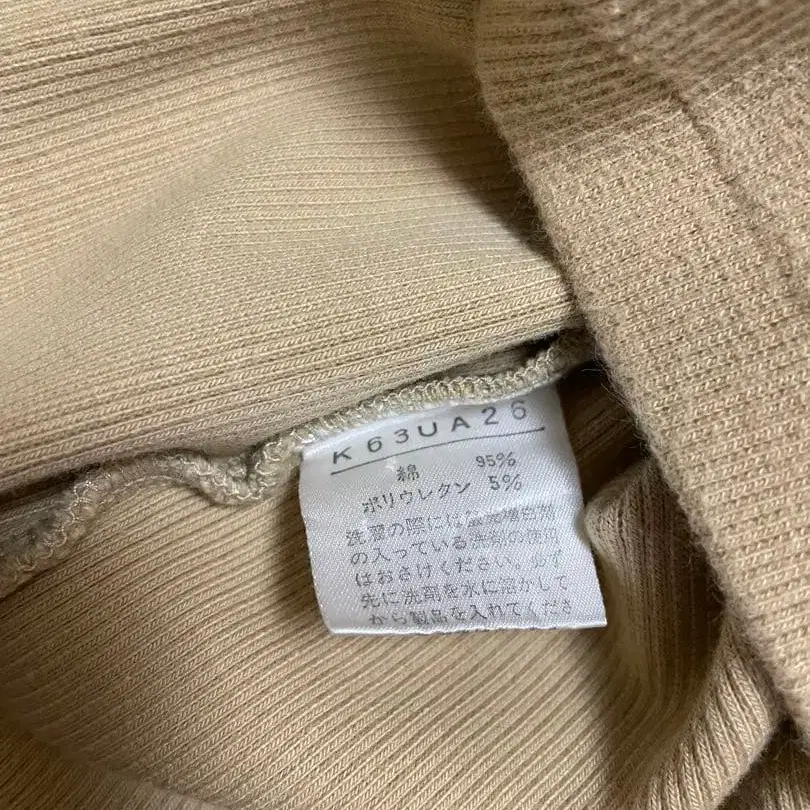 K63UA26
綿 95%
ポリウレタン 5%
洗濯の際には蛍光増白剤
の入っている洗剤の使用
はおさけください。必ず
先に洗剤を水に溶かして
から製品を入れてくださ